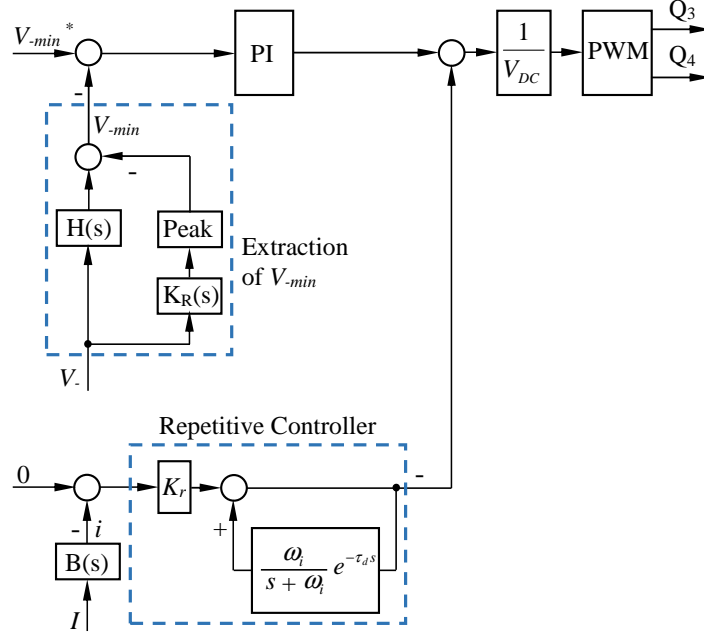 V-min *
PI
1
VDC
PWM
Q3
Q4
-
V-min
-
H(s)
Peak
KR(s)
Extraction
of V-min
V-
Repetitive Controller
0
Kr
-
- i
+
B(s)
ωi
s + ωi
e−τd s
I